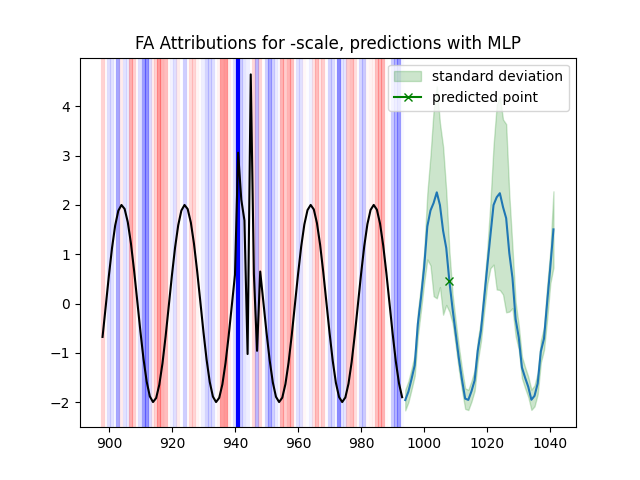 FA Attributions for -scale, predictions with MLP
standard deviation
predicted point
4
3
2
1
0
−1
−2
900 920 940 960 980 1000 1020 1040